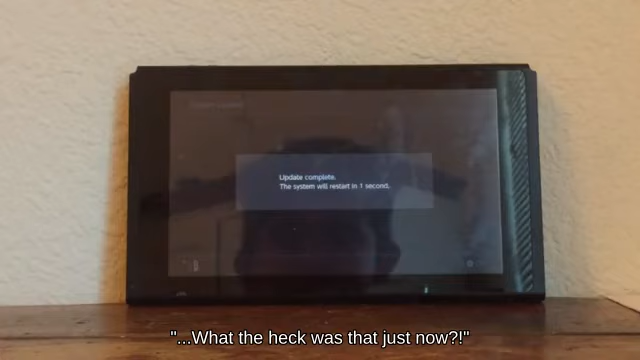 Update complete.
The system will restart in 1 second.
"...What the heck was that just now?!"